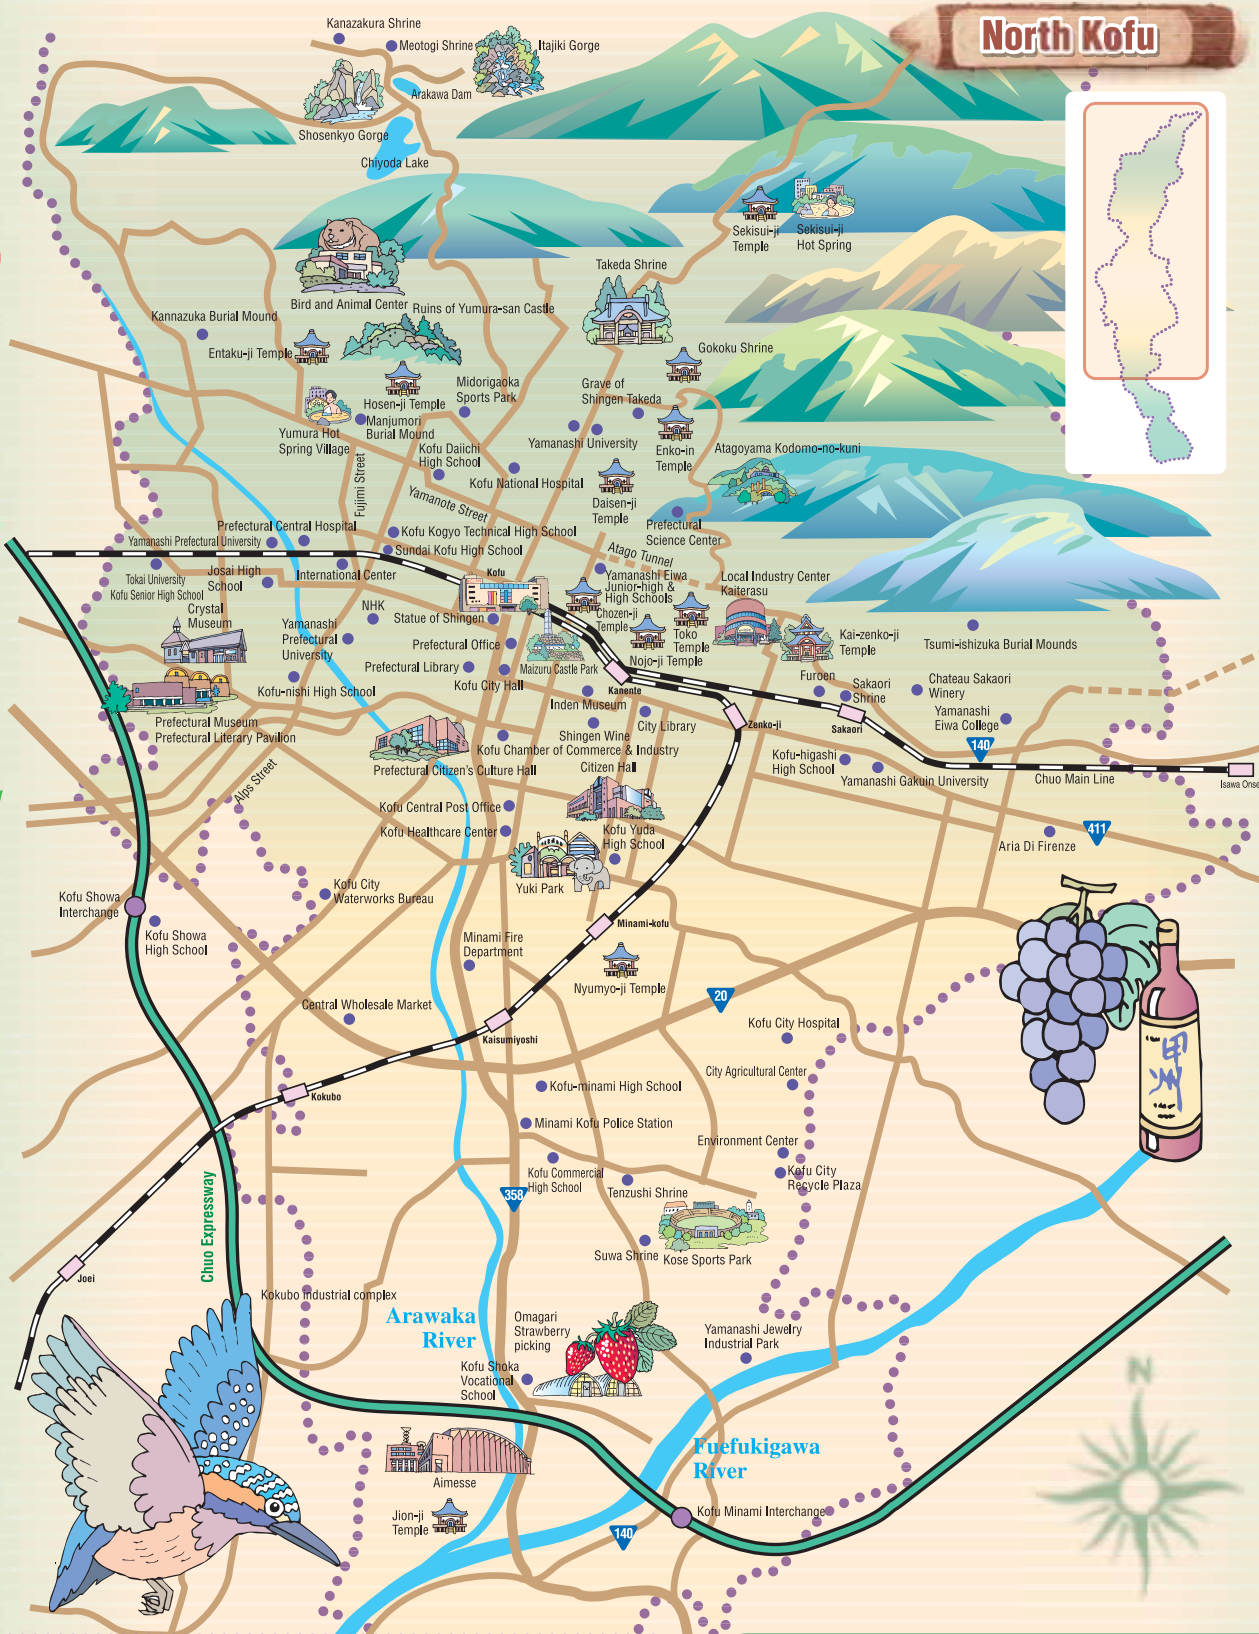 North Kofu
Kanazakura Shrine
Meotogi Shrine
Itajiki Gorge
Arakawa Dam
Shosenkyo Gorge
Chiyoda Lake
Sekisui-ji
Temple
Sekisui-ji
Hot Spring
Takeda Shrine
Bird and Animal Center
Ruins of Yumura-san Castle
Kannazuka Burial Mound
Entaku-ji Temple
Gokoku Shrine
Hosen-ji Temple
Midorigaoka
Sports Park
Grave of
Shingen Takeda
Manjumori
Burial Mound
Yumura Hot
Spring Village
Kofu Daiichi
High School
Yamanashi University
Enko-in
Temple
Atagoyama Kodomo-no-kuni
Fujimi Street
Kofu National Hospital
Yamanote Street
Daisen-ji
Temple
Prefectural
Science Center
Prefectural Central Hospital
Kofu Kogyo Technical High School
Yamanashi Prefectural University
Sundai Kofu High School
Atago Tunnel
Tokai University
Kofu Senior High School
Josai High
School
International Center
Kofu
Yamanashi Eiwa
Junior-high &
High Schools
Local Industry Center
Kaiterasu
Crystal
Museum
NHK
Statue of Shingen
Chozen-ji
Temple
Toko
Temple
Yamanashi
Prefectural
University
Prefectural Office
Nojo-ji Temple
Kai-zenko-ji
Temple
Tsumi-ishizuka Burial Mounds
Prefectural Library
Maizuru Castle Park
Kofu-nishi High School
Kofu City Hall
Kanente
Furoen
Sakaori
Shrine
Chateau Sakaori
Winery
Inden Museum
Yamanashi
Eiwa College
Prefectural Museum
Prefectural Literary Pavilion
City Library
Zenko-ji
Sakaori
Shingen Wine
Kofu Chamber of Commerce & Industry
140
Kofu-higashi
High School
Prefectural Citizen's Culture Hall
Citizen Hall
Yamanashi Gakuin University
Chuo Main Line
Isawa Onse
Alps Street
Kofu Central Post Office
Kofu Healthcare Center
Kofu Yuda
High School
411
Aria Di Firenze
Yuki Park
Kofu City
Waterworks Bureau
Kofu Showa
Interchange
Kofu Showa
High School
Minami-kofu
Minami Fire
Department
Nyumyo-ji Temple
Central Wholesale Market
20
Kofu City Hospital
Kaisumiyoshi
甲
州
City Agricultural Center
Kokubo
Kofu-minami High School
Minami Kofu Police Station
Environment Center
Kofu Commercial
High School
Kofu City
Recycle Plaza
Tenzushi Shrine
358
Chuo Expressway
Suwa Shrine
Kose Sports Park
Joei
Kokubo Industrial complex
Arawaka
River
Omagari
Strawberry
picking
Yamanashi Jewelry
Industrial Park
Kofu Shoka
Vocational
School
N
Fuefukigawa
River
Aimesse
Jion-ji
Temple
Kofu Minami Interchange
140